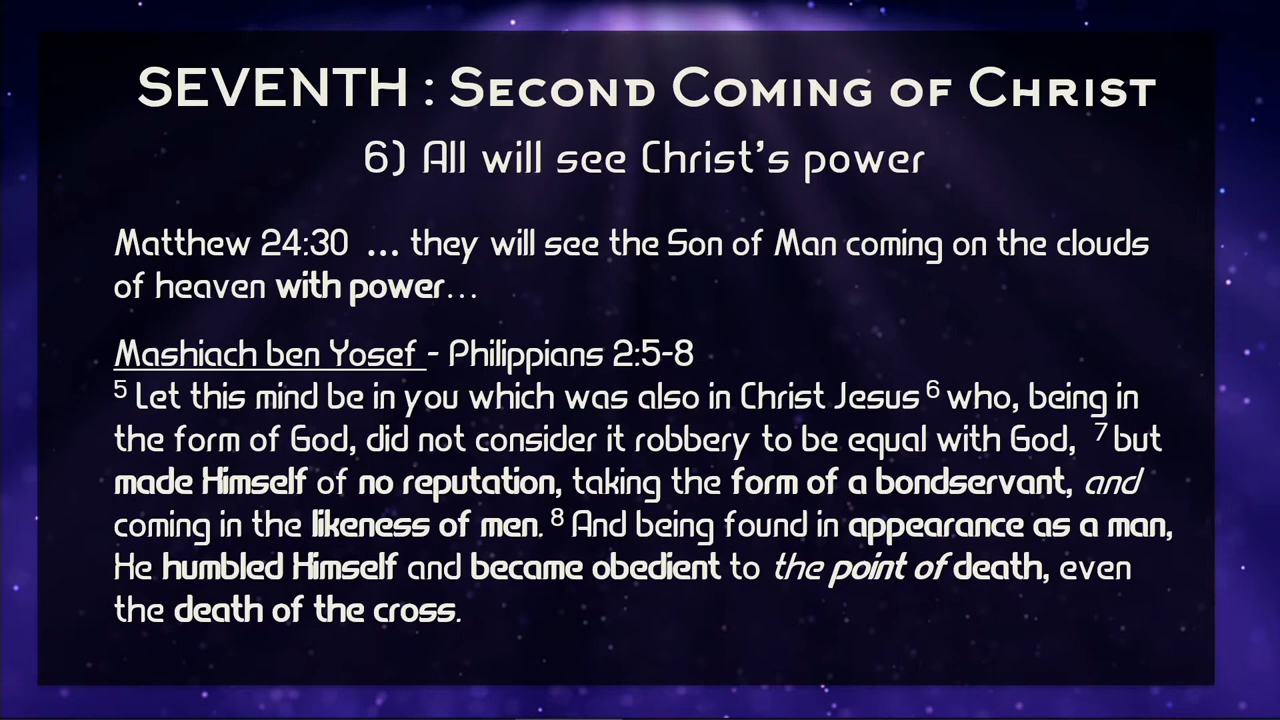 SEVENTH : Second Coming of Christ
6) All will see Christ's power
Matthew 24:30 ... they will see the Son of Man coming on the clouds
of heaven with power...
Mashiach ben Yosef - Philippians 2:5-8
5 Let this mind be in you which was also in Christ Jesus 6 who, being in
the form of God, did not consider it robbery to be equal with God, 7 but
made Himself of no reputation, taking the form of a bondservant, and
coming in the likeness of men. 8 And being found in appearance as a man,
He humbled Himself and became obedient to the point of death, even
the death of the cross.